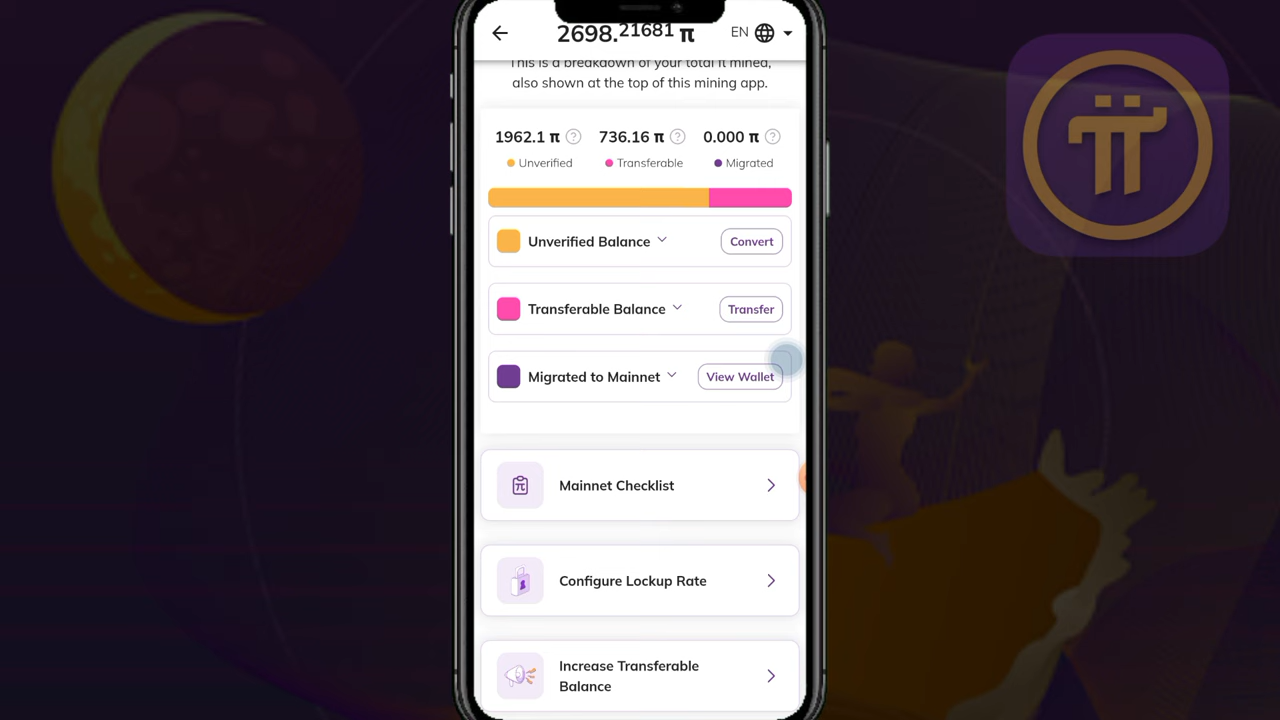 2698.21681 π
EN
This is a breakdown of your total π mined,
also shown at the top of this mining app.
1962.1 π ? 736.16 π ? 0.000 π ?
Unverified Transferable Migrated
Unverified Balance
Convert
Transferable Balance
Transfer
Migrated to Mainnet
View Wallet
Mainnet Checklist
Configure Lockup Rate
Increase Transferable
Balance
π